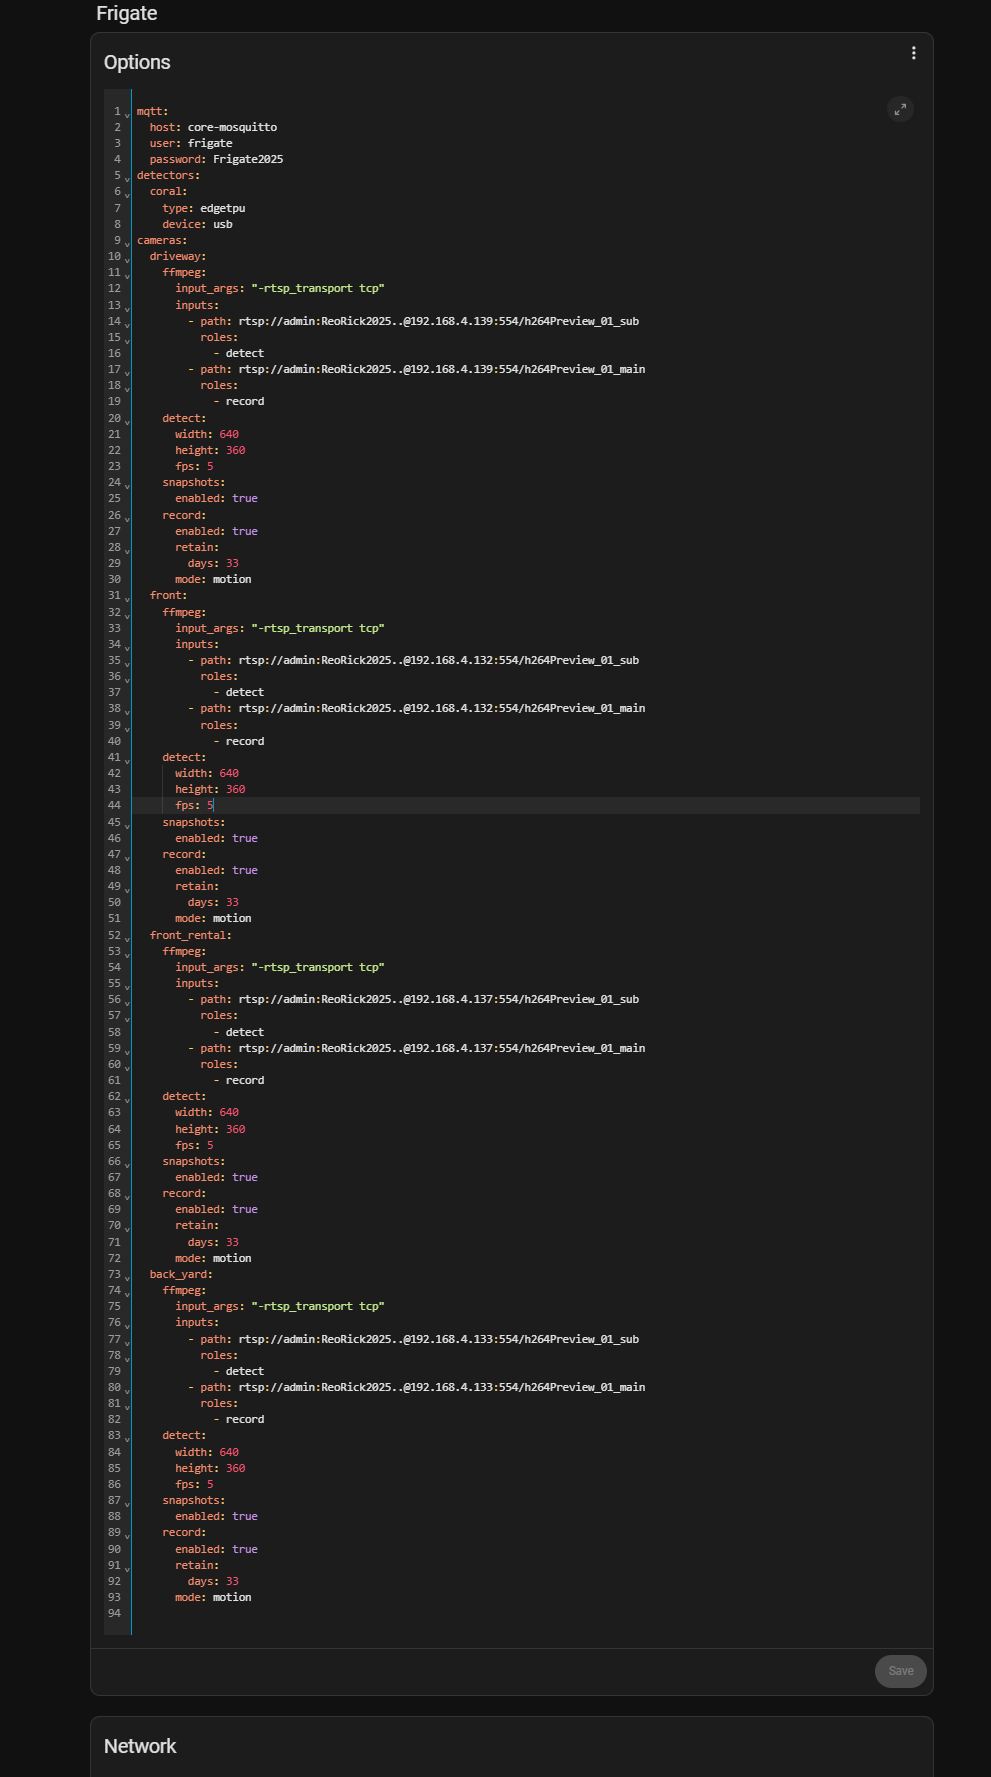 Frigate
Options
1 mqtt:
2   host: core-mosquitto
3   user: frigate
4   password: Frigate2025
5 detectors:
6   coral:
7     type: edgetpu
8     device: usb
9 cameras:
10   driveway:
11     ffmpeg:
12       input_args: "-rtsp_transport tcp"
13       inputs:
14         - path: rtsp://admin:ReoRick2025..@192.168.4.139:554/h264Preview_01_sub
15           roles:
16             - detect
17         - path: rtsp://admin:ReoRick2025..@192.168.4.139:554/h264Preview_01_main
18           roles:
19             - record
20     detect:
21       width: 640
22       height: 360
23       fps: 5
24     snapshots:
25       enabled: true
26     record:
27       enabled: true
28       retain:
29         days: 33
30       mode: motion
31   front:
32     ffmpeg:
33       input_args: "-rtsp_transport tcp"
34       inputs:
35         - path: rtsp://admin:ReoRick2025..@192.168.4.132:554/h264Preview_01_sub
36           roles:
37             - detect
38         - path: rtsp://admin:ReoRick2025..@192.168.4.132:554/h264Preview_01_main
39           roles:
40             - record
41     detect:
42       width: 640
43       height: 360
44       fps: 5
45     snapshots:
46       enabled: true
47     record:
48       enabled: true
49       retain:
50         days: 33
51       mode: motion
52   front_rental:
53     ffmpeg:
54       input_args: "-rtsp_transport tcp"
55       inputs:
56         - path: rtsp://admin:ReoRick2025..@192.168.4.137:554/h264Preview_01_sub
57           roles:
58             - detect
59         - path: rtsp://admin:ReoRick2025..@192.168.4.137:554/h264Preview_01_main
60           roles:
61             - record
62     detect:
63       width: 640
64       height: 360
65       fps: 5
66     snapshots:
67       enabled: true
68     record:
69       enabled: true
70       retain:
71         days: 33
72       mode: motion
73   back_yard:
74     ffmpeg:
75       input_args: "-rtsp_transport tcp"
76       inputs:
77         - path: rtsp://admin:ReoRick2025..@192.168.4.133:554/h264Preview_01_sub
78           roles:
79             - detect
80         - path: rtsp://admin:ReoRick2025..@192.168.4.133:554/h264Preview_01_main
81           roles:
82             - record
83     detect:
84       width: 640
85       height: 360
86       fps: 5
87     snapshots:
88       enabled: true
89     record:
90       enabled: true
91       retain:
92         days: 33
93       mode: motion
94
Save
Network